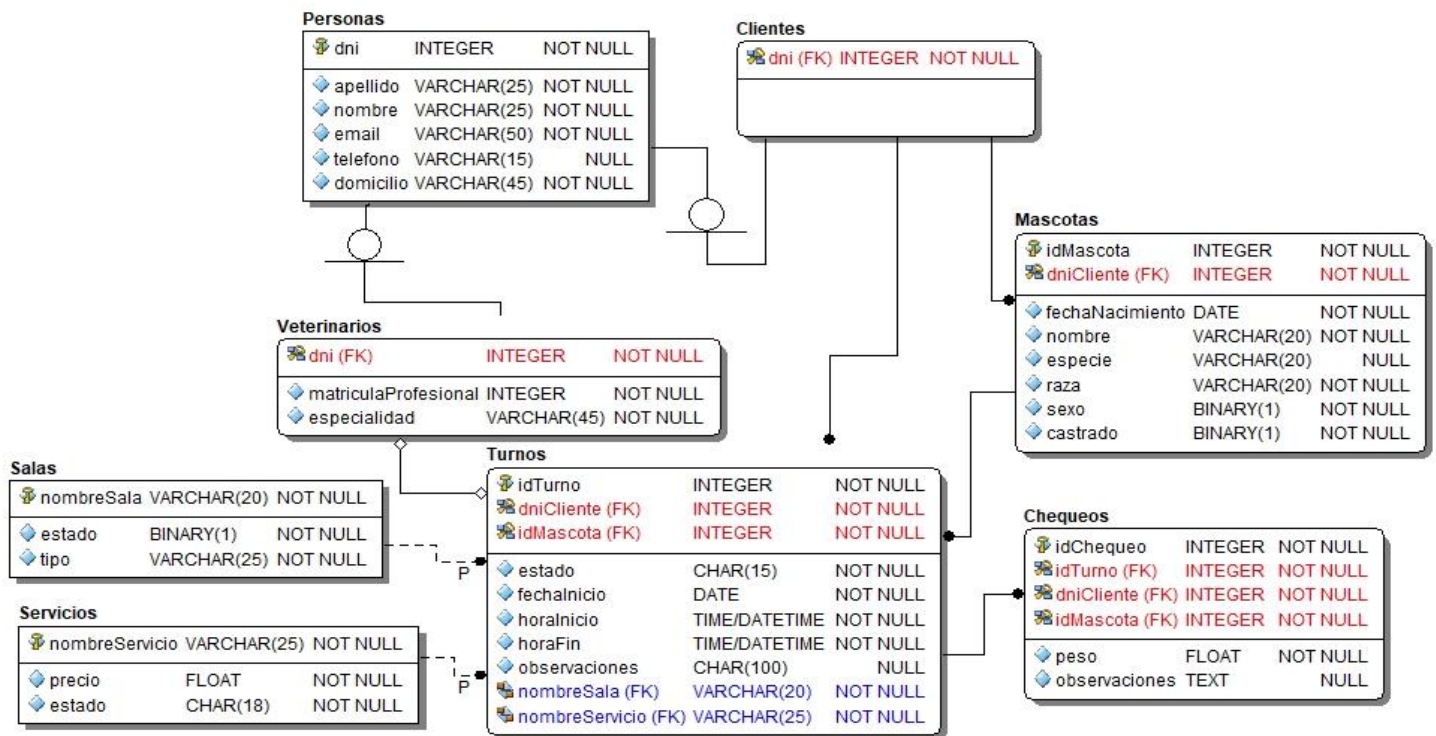 Personas
dni INTEGER NOT NULL
apellido VARCHAR(25) NOT NULL
nombre VARCHAR(25) NOT NULL
email VARCHAR(50) NOT NULL
telefono VARCHAR(15) NULL
domicilio VARCHAR(45) NOT NULL
Clientes
dni (FK) INTEGER NOT NULL
Mascotas
idMascota INTEGER NOT NULL
dniCliente (FK) INTEGER NOT NULL
fechaNacimiento DATE NOT NULL
nombre VARCHAR(20) NOT NULL
especie VARCHAR(20) NULL
raza VARCHAR(20) NOT NULL
sexo BINARY(1) NOT NULL
castrado BINARY(1) NOT NULL
Veterinarios
dni (FK) INTEGER NOT NULL
matriculaProfesional INTEGER NOT NULL
especialidad VARCHAR(45) NOT NULL
Salas
nombreSala VARCHAR(20) NOT NULL
estado BINARY(1) NOT NULL
tipo VARCHAR(25) NOT NULL
P
Servicios
nombreServicio VARCHAR(25) NOT NULL
precio FLOAT NOT NULL
estado CHAR(18) NOT NULL
P
Turnos
idTurno INTEGER NOT NULL
dniCliente (FK) INTEGER NOT NULL
idMascota (FK) INTEGER NOT NULL
estado CHAR(15) NOT NULL
fechaInicio DATE NOT NULL
horaInicio TIME/DATETIME NOT NULL
horaFin TIME/DATETIME NOT NULL
observaciones CHAR(100) NULL
nombreSala (FK) VARCHAR(20) NOT NULL
nombreServicio (FK) VARCHAR(25) NOT NULL
Chequeos
idChequeo INTEGER NOT NULL
idTurno (FK) INTEGER NOT NULL
dniCliente (FK) INTEGER NOT NULL
idMascota (FK) INTEGER NOT NULL
peso FLOAT NOT NULL
observaciones TEXT NULL